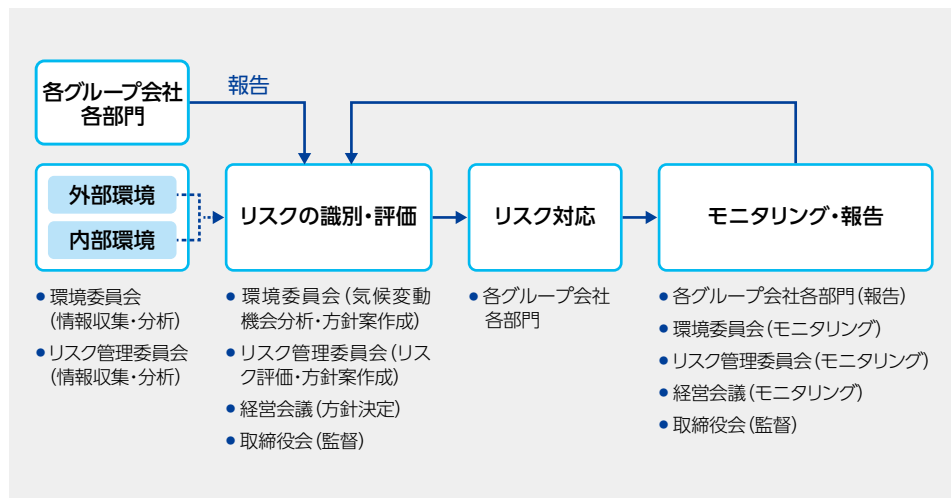 各グループ会社
各部門
報告
外部環境
内部環境
リスクの識別・評価
リスク対応
モニタリング・報告
● 環境委員会
(情報収集・分析)
● リスク管理委員会
(情報収集・分析)
● 環境委員会(気候変動
機会分析・方針案作成)
● リスク管理委員会(リス
ク評価・方針案作成)
● 経営会議(方針決定)
● 取締役会(監督)
● 各グループ会社
各部門
● 各グループ会社各部門(報告)
● 環境委員会(モニタリング)
● リスク管理委員会(モニタリング)
● 経営会議(モニタリング)
● 取締役会(監督)